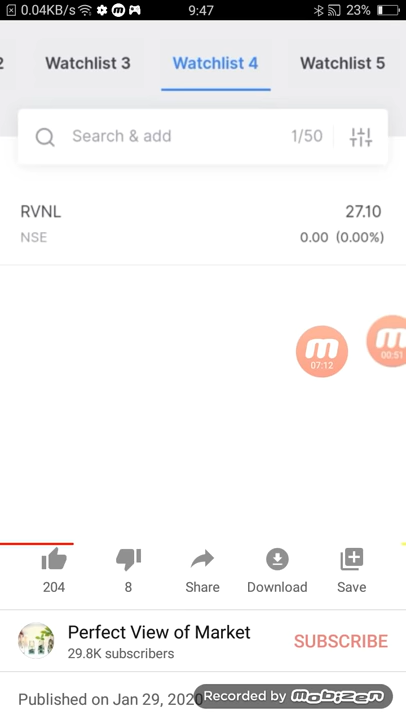 0.04KB/s 9:47 23%
2 Watchlist 3 Watchlist 4 Watchlist 5
Search & add 1/50
RVNL 27.10
NSE 0.00 (0.00%)
m 07:12
m 00:51
204 8 Share Download Save
Perfect View of Market
29.8K subscribers
SUBSCRIBE
Published on Jan 29, 2020
Recorded by mobizen